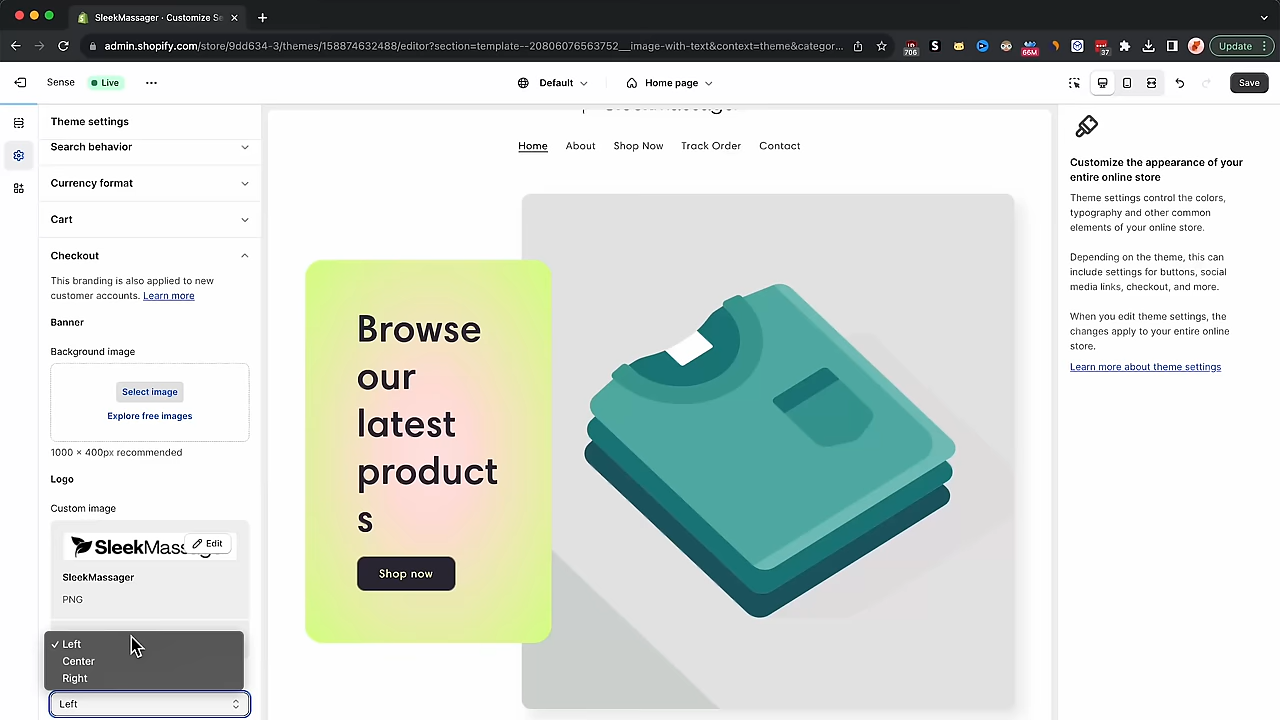 SleekMassager · Customize Se
admin.shopify.com/store/9dd634-3/themes/158874632488/editor?section=template--20806076563752__image-with-text&context=theme&categor...
706
66M
37
Update
Sense
Live
Default
Home page
Save
Theme settings
Search behavior
Currency format
Cart
Checkout
This branding is also applied to new
customer accounts. Learn more
Banner
Background image
Select image
Explore free images
1000 × 400px recommended
Logo
Custom image
SleekMassager
Edit
SleekMassager
PNG
✓ Left
Center
Right
Left
Home
About
Shop Now
Track Order
Contact
Browse
our
latest
product
s
Shop now
Customize the appearance of your
entire online store
Theme settings control the colors,
typography and other common
elements of your online store.
Depending on the theme, this can
include settings for buttons, social
media links, checkout, and more.
When you edit theme settings, the
changes apply to your entire online
store.
Learn more about theme settings